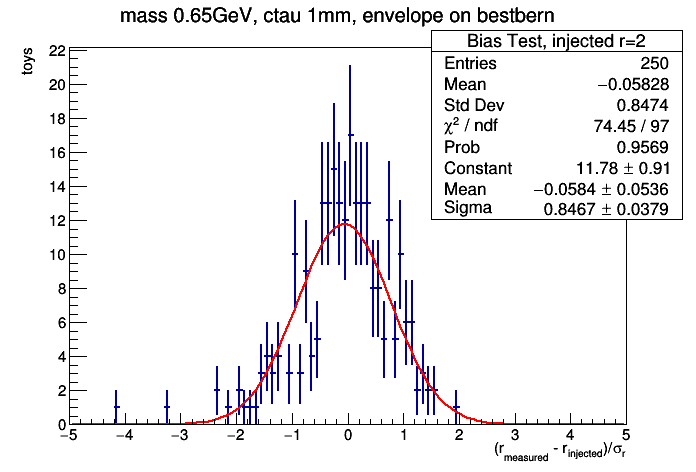 mass 0.65GeV, ctau 1mm, envelope on bestbern
toys
Bias Test, injected r=2
Entries 250
Mean −0.05828
Std Dev 0.8474
χ² / ndf 74.45 / 97
Prob 0.9569
Constant 11.78 ± 0.91
Mean −0.0584 ± 0.0536
Sigma 0.8467 ± 0.0379
22
20
18
16
14
12
10
8
6
4
2
0
−5 −4 −3 −2 −1 0 1 2 3 4 5
(r_measured - r_injected)/σ_r